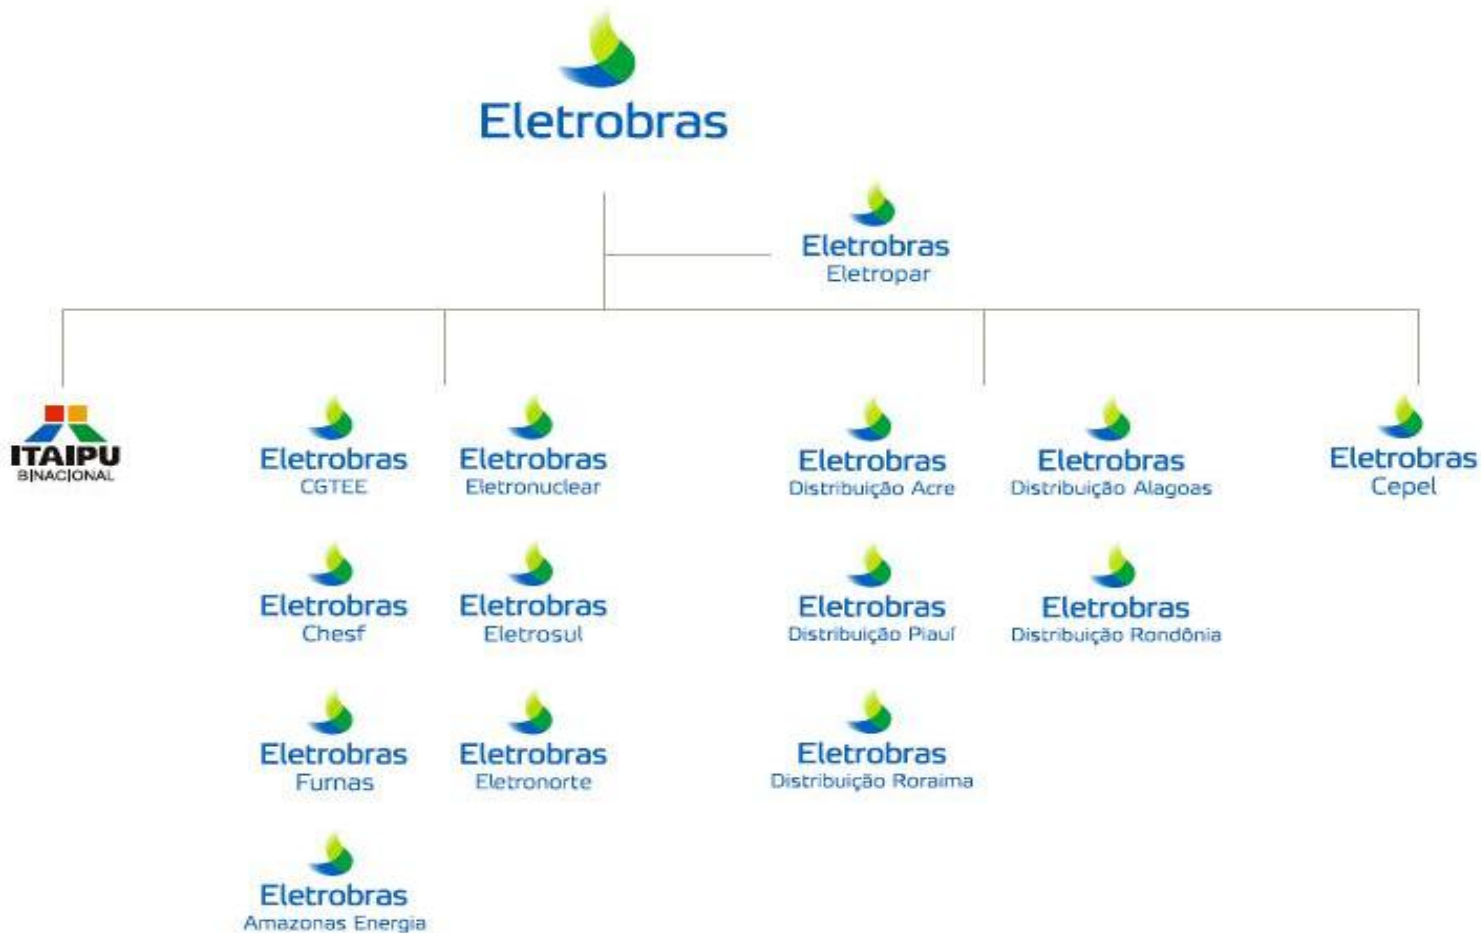 Eletrobras
Eletrobras
Eletropar
ITAIPU
BINACIONAL
Eletrobras
CGTEE
Eletrobras
Eletronuclear
Eletrobras
Distribuição Acre
Eletrobras
Distribuição Alagoas
Eletrobras
Cepel
Eletrobras
Chesf
Eletrobras
Eletrosul
Eletrobras
Distribuição Piauí
Eletrobras
Distribuição Rondônia
Eletrobras
Furnas
Eletrobras
Eletronorte
Eletrobras
Distribuição Roraima
Eletrobras
Amazonas Energia